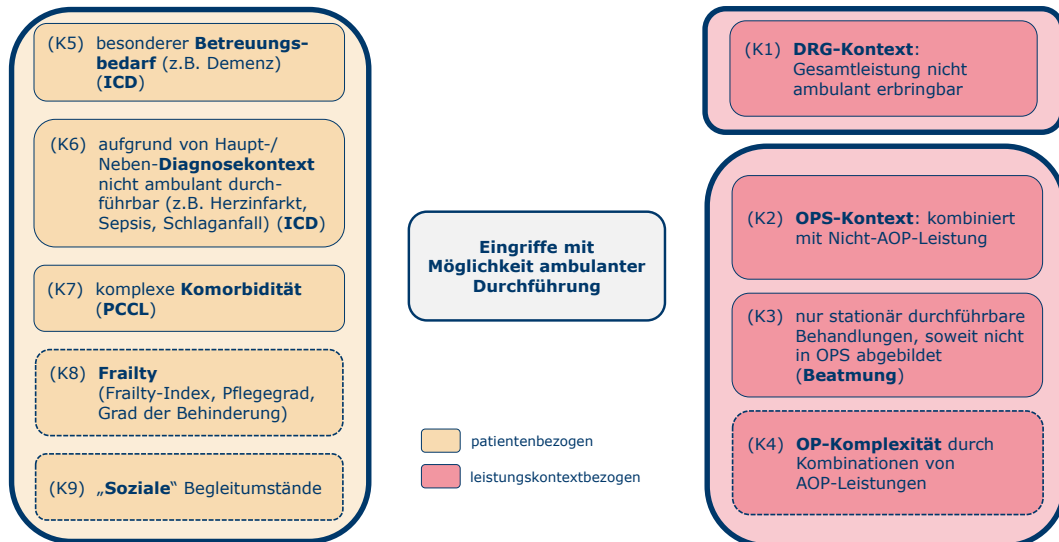 (K5) besonderer Betreuungs-
bedarf (z.B. Demenz)
(ICD)
(K6) aufgrund von Haupt-/
Neben-Diagnosekontext
nicht ambulant durch-
führbar (z.B. Herzinfarkt,
Sepsis, Schlaganfall) (ICD)
(K7) komplexe Komorbidität
(PCCL)
(K8) Frailty
(Frailty-Index, Pflegegrad,
Grad der Behinderung)
(K9) „Soziale“ Begleitumstände
Eingriffe mit
Möglichkeit ambulanter
Durchführung
patientenbezogen
leistungskontextbezogen
(K1) DRG-Kontext:
Gesamtleistung nicht
ambulant erbringbar
(K2) OPS-Kontext: kombiniert
mit Nicht-AOP-Leistung
(K3) nur stationär durchführbare
Behandlungen, soweit nicht
in OPS abgebildet
(Beatmung)
(K4) OP-Komplexität durch
Kombinationen von
AOP-Leistungen